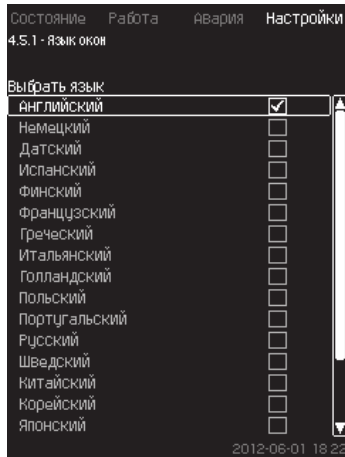 Состояние Работа Авария Настройки
4.5.1 - Язык окон
Выбрать язык
Английский
Немецкий
Датский
Испанский
Финский
Французский
Греческий
Итальянский
Голландский
Польский
Португальский
Русский
Шведский
Китайский
Корейский
Японский
2012-06-01 18:22